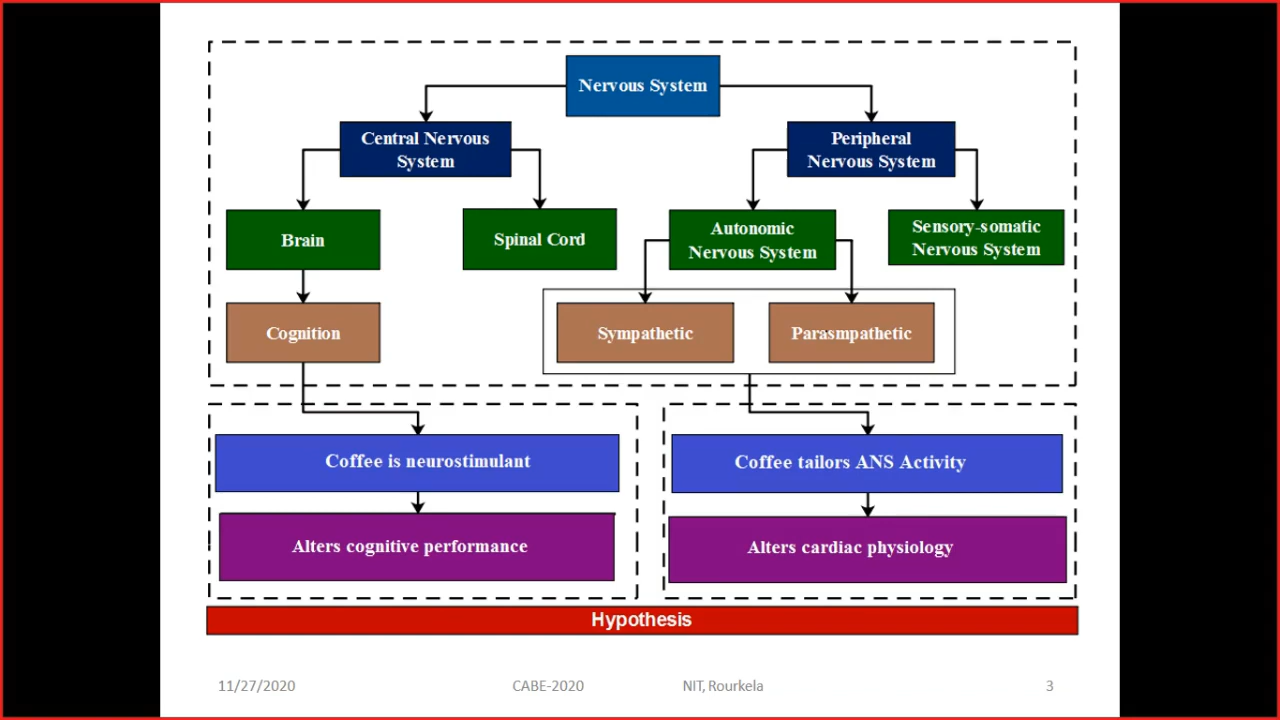 Nervous System
Central Nervous
System
Peripheral
Nervous System
Brain
Spinal Cord
Autonomic
Nervous System
Sensory-somatic
Nervous System
Cognition
Sympathetic
Parasmpathetic
Coffee is neurostimulant
Coffee tailors ANS Activity
Alters cognitive performance
Alters cardiac physiology
Hypothesis
11/27/2020
CABE-2020
NIT, Rourkela
3